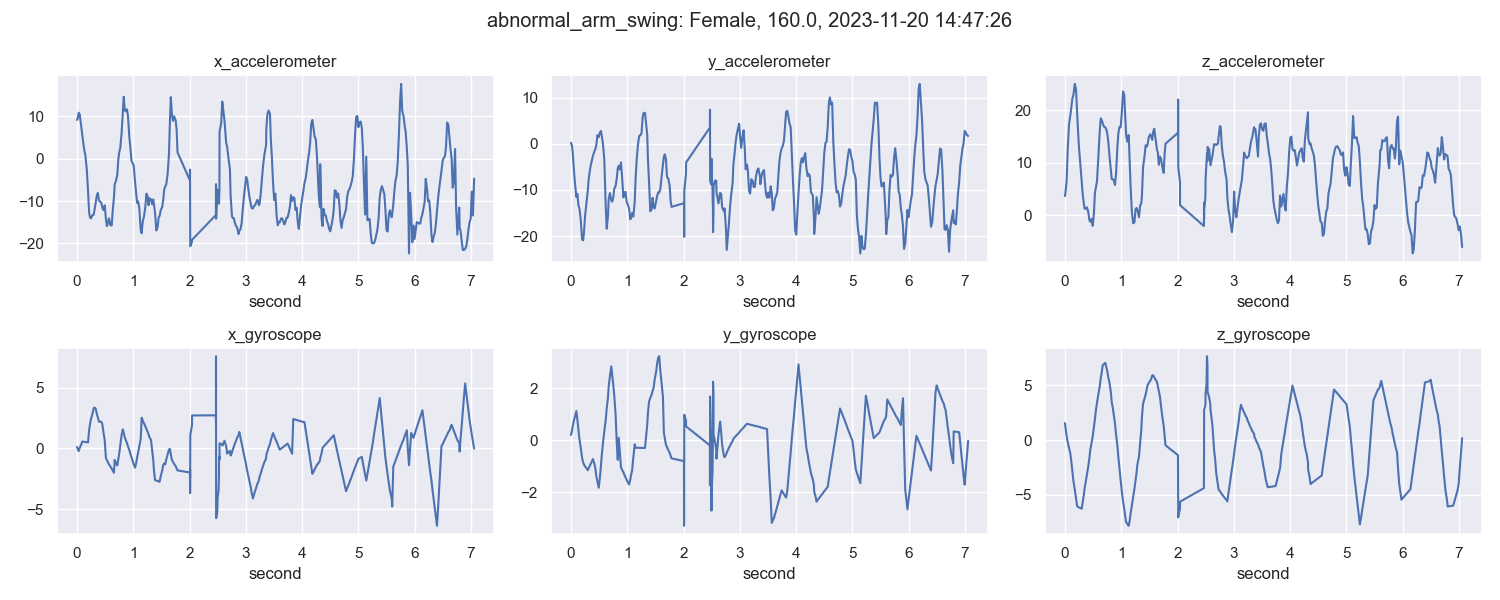 abnormal_arm_swing: Female, 160.0, 2023-11-20 14:47:26
x_accelerometer
10
0
−10
−20
0 1 2 3 4 5 6 7
second
y_accelerometer
10
0
−10
−20
0 1 2 3 4 5 6 7
second
z_accelerometer
20
10
0
0 1 2 3 4 5 6 7
second
x_gyroscope
5
0
−5
0 1 2 3 4 5 6 7
second
y_gyroscope
2
0
−2
0 1 2 3 4 5 6 7
second
z_gyroscope
5
0
−5
0 1 2 3 4 5 6 7
second